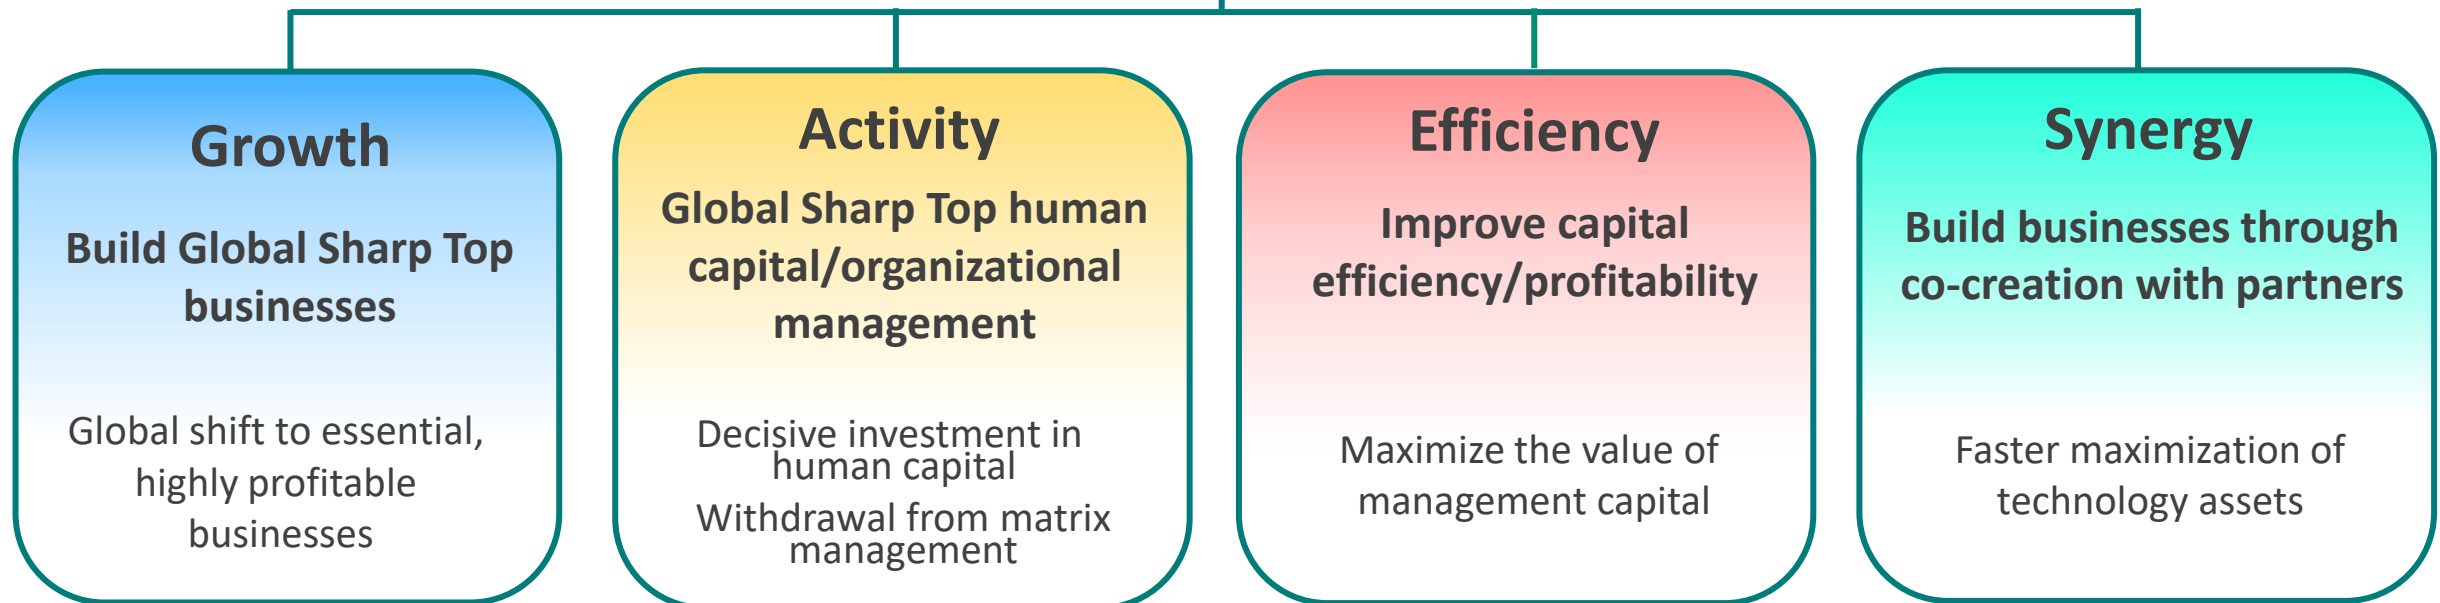 Growth
Build Global Sharp Top
businesses
Global shift to essential,
highly profitable
businesses
Activity
Global Sharp Top human
capital/organizational
management
Decisive investment in
human capital
Withdrawal from matrix
management
Efficiency
Improve capital
efficiency/profitability
Maximize the value of
management capital
Synergy
Build businesses through
co-creation with partners
Faster maximization of
technology assets